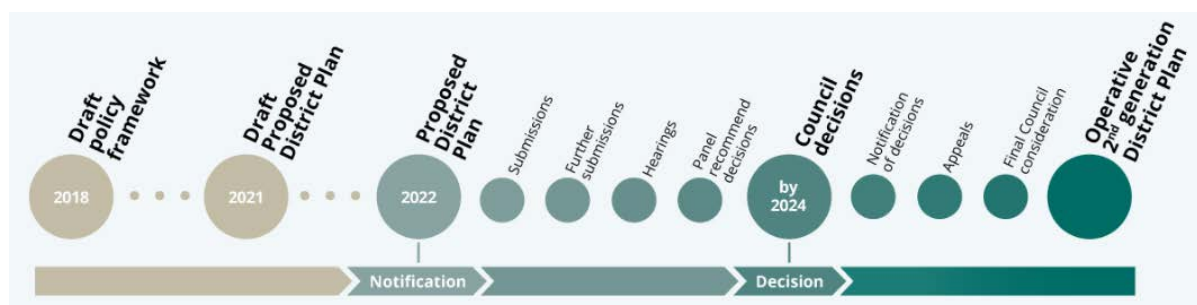 Draft
policy
framework
Draft
Proposed
District Plan
Proposed
District
Plan
Submissions
Further
submissions
Hearings
Panel
recommend
decisions
Council
decisions
Notification
of decisions
Appeals
Final Council
consideration
Operative
2nd generation
District Plan
2018
2021
2022
by
2024
Notification
Decision